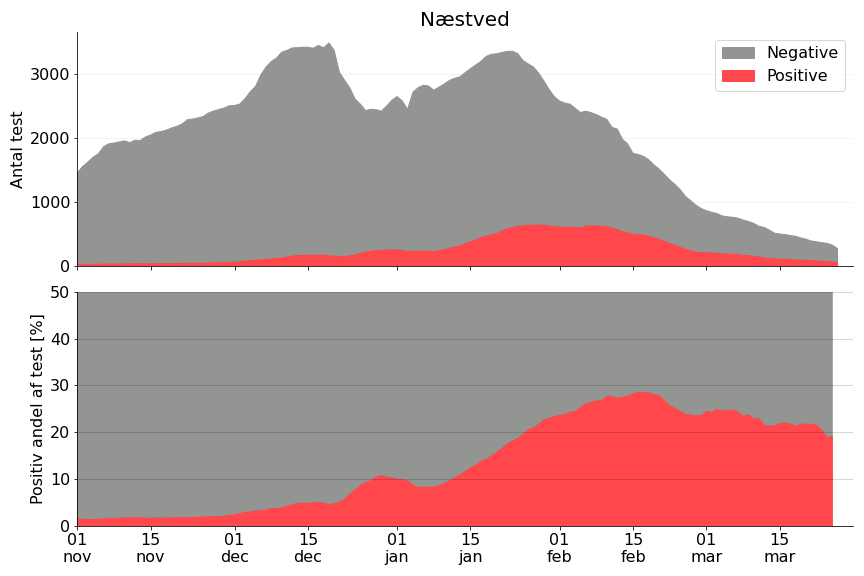 Næstved
Negative
Positive
Antal test
3000
2000
1000
0
Positiv andel af test [%]
50
40
30
20
10
0
01 15 01 15 01 15 01 15 01 15
nov nov dec dec jan jan feb feb mar mar